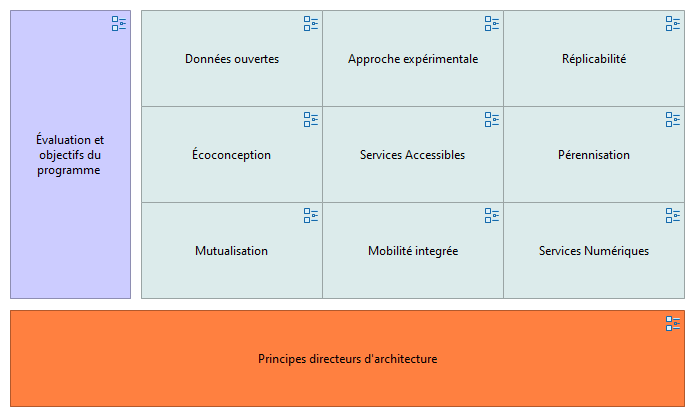 Évaluation et
objectifs du
programme
Données ouvertes
Approche expérimentale
Réplicabilité
Écoconception
Services Accessibles
Pérennisation
Mutualisation
Mobilité integrée
Services Numériques
Principes directeurs d'architecture